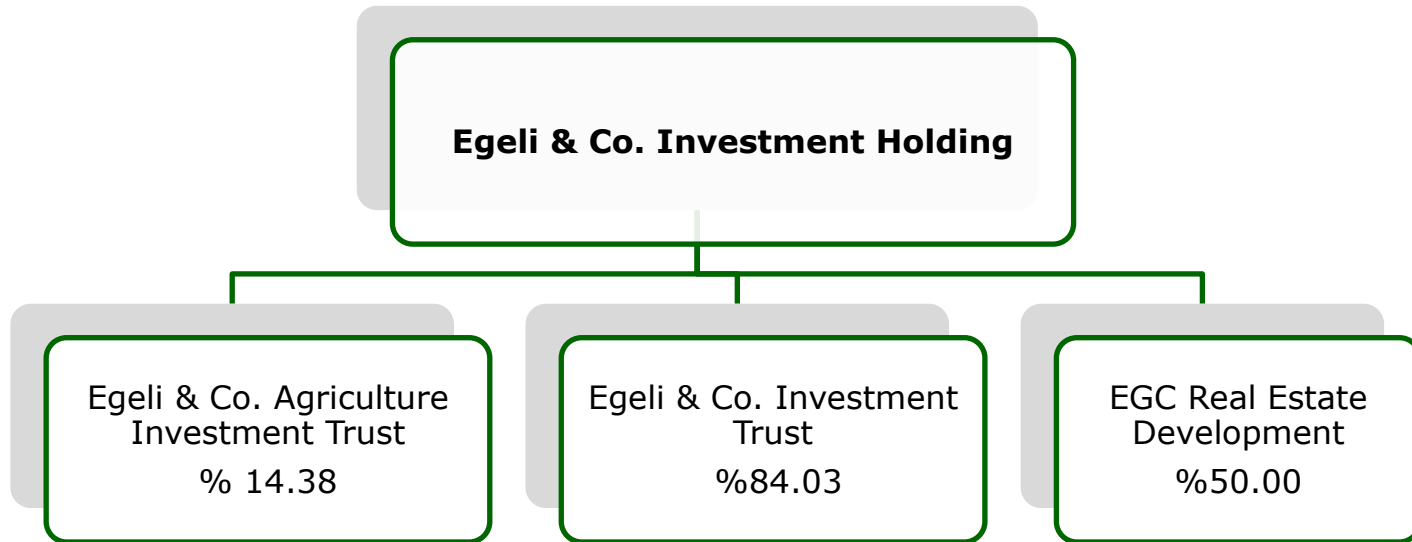 Egeli & Co. Investment Holding
Egeli & Co. Agriculture
Investment Trust
% 14.38
Egeli & Co. Investment
Trust
%84.03
EGC Real Estate
Development
%50.00